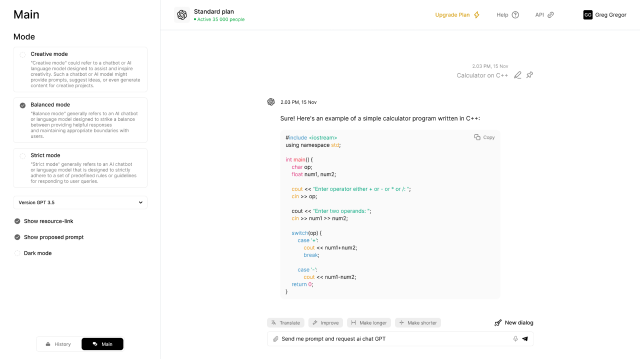 Main
Mode
Creative mode
"Creative mode" could refer to a chatbot or AI
language model designed to assist and inspire
creativity. Such a chatbot or AI model might
provide prompts, suggest ideas, or even generate
content for creative projects.
Balanced mode
"Balance mode" generally refers to an AI chatbot
or language model designed to strike a balance
between providing helpful responses
and maintaining appropriate boundaries with
users.
Strict mode
"Strict mode" generally refers to an AI chatbot
or language model that is designed to strictly
adhere to a set of predefined rules or guidelines
for responding to user queries.
Version GPT 3.5
Show resource-link
Show proposed prompt
Dark mode
History
Main
Standard plan
Active 35,000 people
Upgrade Plan
Help
API
Greg Gregor
2.03 PM, 15 Nov
Calculator on C++
2.03 PM, 15 Nov
Sure! Here's an example of a simple calculator program written in C++:
Copy
#include <iostream>
using namespace std;
int main() {
char op;
float num1, num2;
cout << "Enter operator either + or - or * or /: ";
cin >> op;
cout << "Enter two operands: ";
cin >> num1 >> num2;
switch(op) {
case '+':
cout << num1+num2;
break;
case '-':
cout << num1-num2;
return 0;
}
Translate
Improve
Make longer
Make shorter
New dialog
Send me prompt and request ai chat GPT